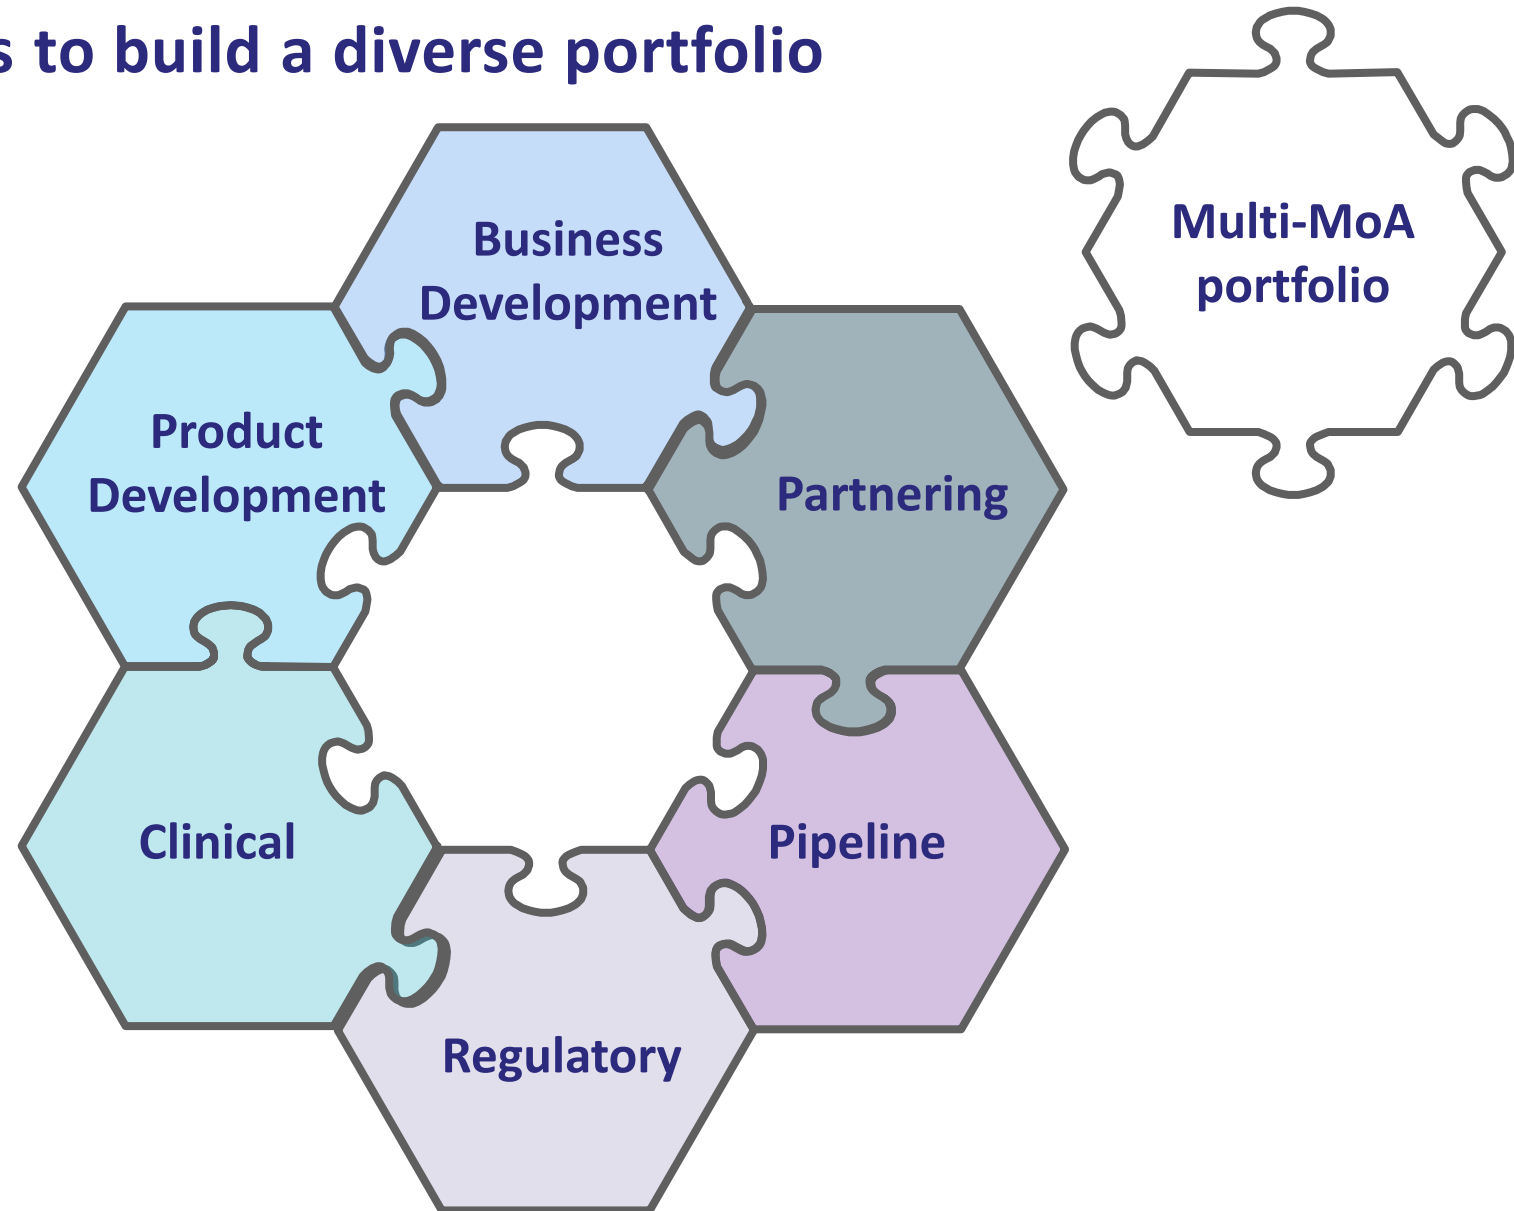 s to build a diverse portfolio
Multi-MoA
portfolio
Business
Development
Product
Development
Partnering
Clinical
Pipeline
Regulatory